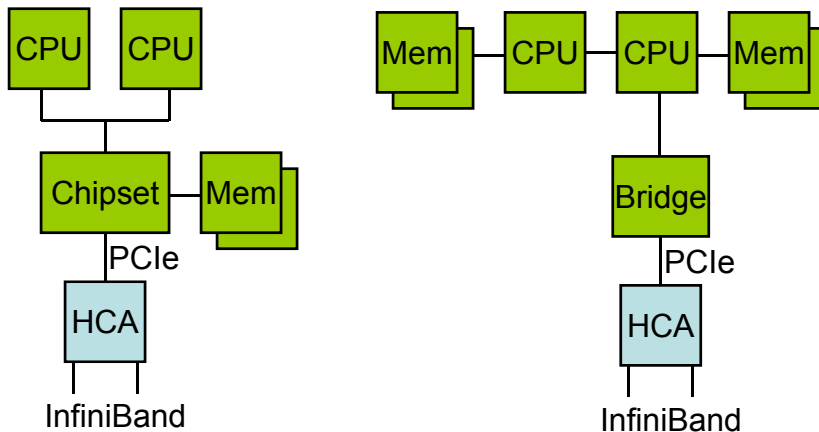 CPU
CPU
Chipset
Mem
PCIe
HCA
InfiniBand
Mem
CPU
CPU
Mem
Bridge
PCIe
HCA
InfiniBand